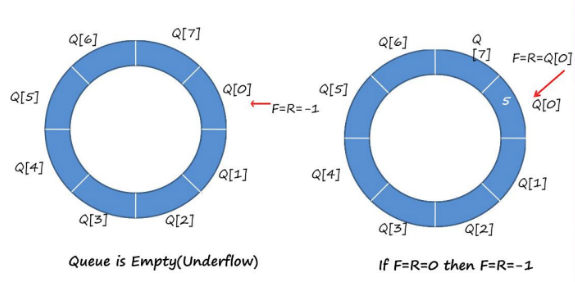 Q[6]
Q[7]
Q[5]
Q[0]
F=R=-1
Q[4]
Q[1]
Q[3]
Q[2]
Queue is Empty(Underflow)
Q[6]
Q
[7]
F=R=Q[0]
Q[5]
5
Q[0]
Q[4]
Q[1]
Q[3]
Q[2]
If F=R=0 then F=R=-1